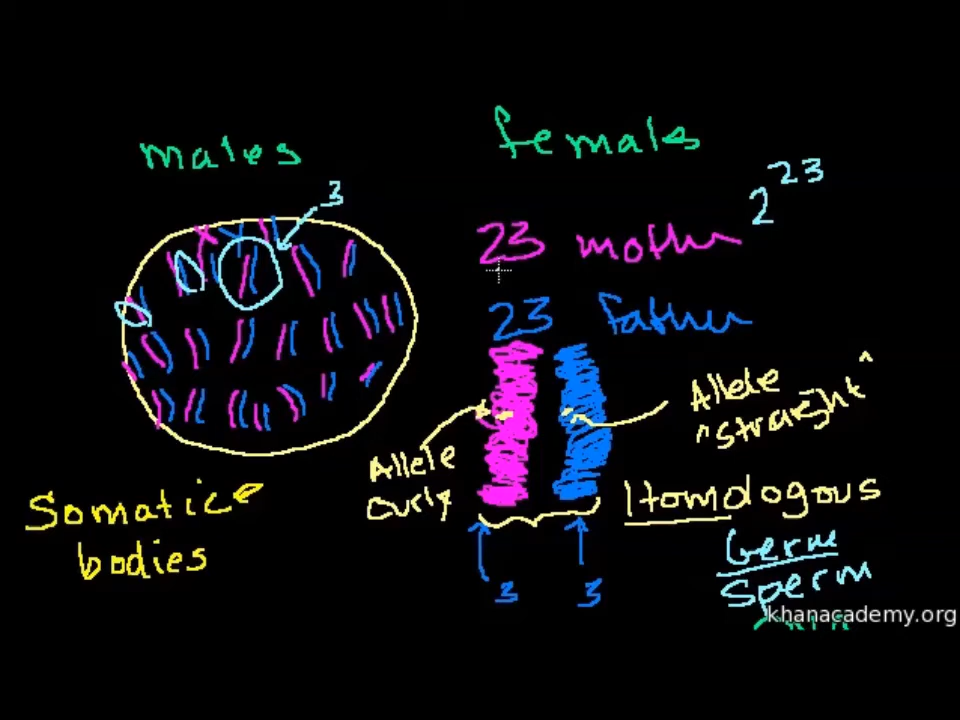 males
females
3
2^23
23 mother
23 father
Allele
"straight"
Allele
curly
Homologous
Somatic
bodies
Germ
Sperm
3
3
khanacademy.org